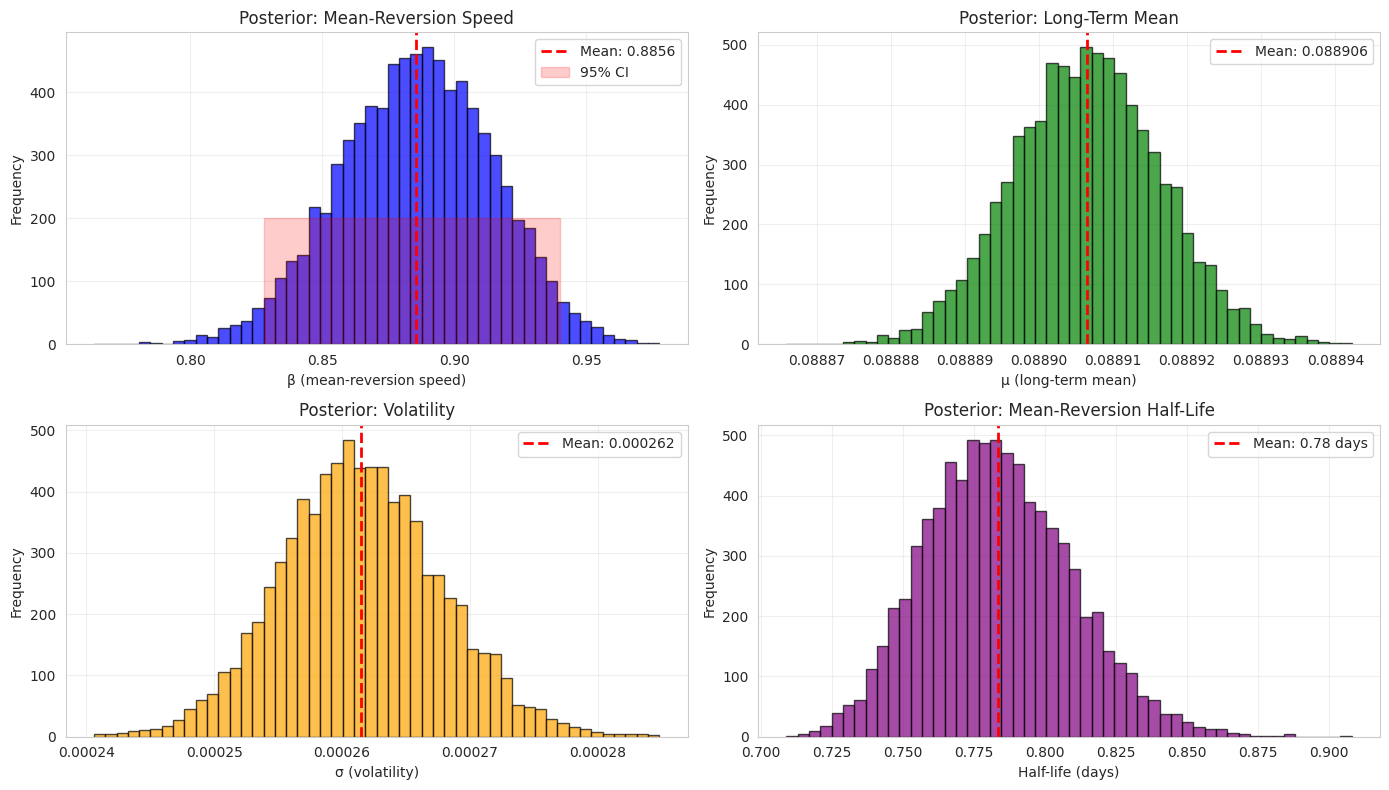 Posterior: Mean-Reversion Speed
Mean: 0.8856
95% CI
Frequency
400
300
200
100
0
0.80 0.85 0.90 0.95
β (mean-reversion speed)
Posterior: Long-Term Mean
Mean: 0.088906
Frequency
500
400
300
200
100
0
0.08887 0.08888 0.08889 0.08890 0.08891 0.08892 0.08893 0.08894
μ (long-term mean)
Posterior: Volatility
Mean: 0.000262
Frequency
500
400
300
200
100
0
0.00024 0.00025 0.00026 0.00027 0.00028
σ (volatility)
Posterior: Mean-Reversion Half-Life
Mean: 0.78 days
Frequency
500
400
300
200
100
0
0.700 0.725 0.750 0.775 0.800 0.825 0.850 0.875 0.900
Half-life (days)